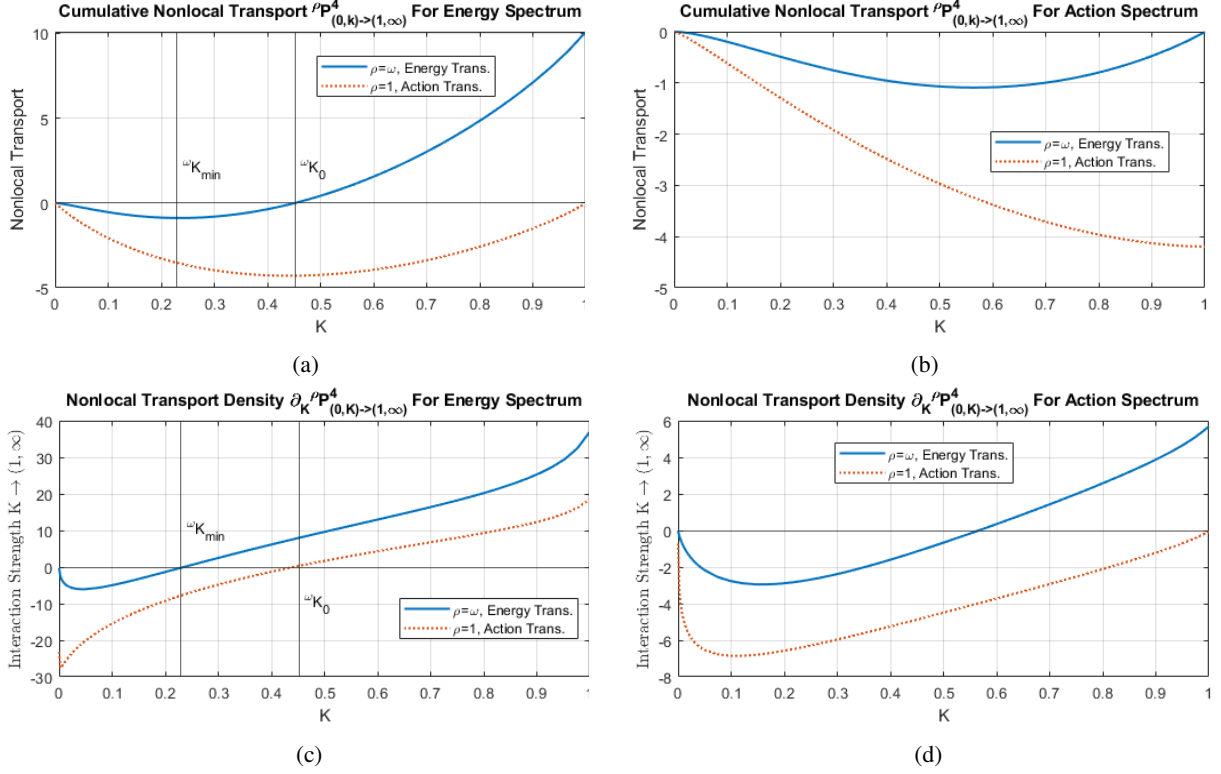 Cumulative Nonlocal Transport ᵖP⁴₍₀,ₖ₎₋>₍₁,∞₎ For Energy Spectrum
Nonlocal Transport
10
5
0
-5
ρ=ω, Energy Trans.
ρ=1, Action Trans.
ωKmin
ωK0
0 0.1 0.2 0.3 0.4 0.5 0.6 0.7 0.8 0.9 1
K
(a)
Cumulative Nonlocal Transport ᵖP⁴₍₀,ₖ₎₋>₍₁,∞₎ For Action Spectrum
Nonlocal Transport
0
-1
-2
-3
-4
-5
ρ=ω, Energy Trans.
ρ=1, Action Trans.
0 0.1 0.2 0.3 0.4 0.5 0.6 0.7 0.8 0.9 1
K
(b)
Nonlocal Transport Density ∂K ρP4(0,K)->(1,∞) For Energy Spectrum
Interaction Strength K → (1, ∞)
40
30
20
10
0
-10
-20
-30
ωKmin
ωK0
ρ=ω, Energy Trans.
ρ=1, Action Trans.
0 0.1 0.2 0.3 0.4 0.5 0.6 0.7 0.8 0.9 1
K
(c)
Nonlocal Transport Density ∂K ρP4(0,K)->(1,∞) For Action Spectrum
Interaction Strength K → (1, ∞)
6
4
2
0
-2
-4
-6
-8
ρ=ω, Energy Trans.
ρ=1, Action Trans.
0 0.1 0.2 0.3 0.4 0.5 0.6 0.7 0.8 0.9 1
K
(d)